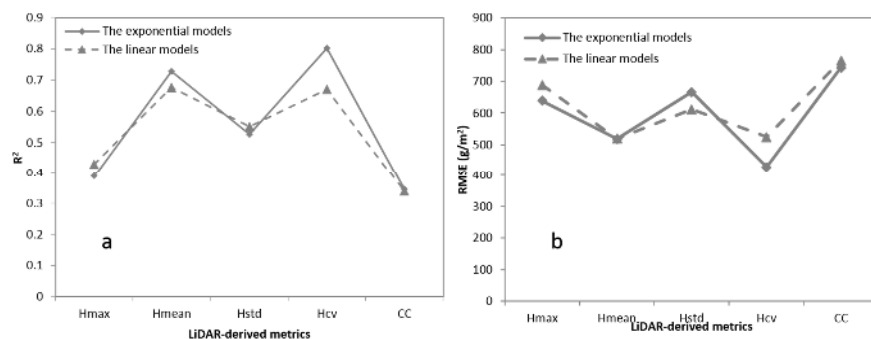 0.9
0.8
0.7
0.6
0.5
0.4
0.3
0.2
0.1
0
R²
The exponential models
The linear models
a
Hmax Hmean Hstd Hcv CC
LiDAR-derived metrics
900
800
700
600
500
400
300
200
100
0
RMSE (g/m²)
The exponential models
The linear models
b
Hmax Hmean Hstd Hcv CC
LiDAR-derived metrics